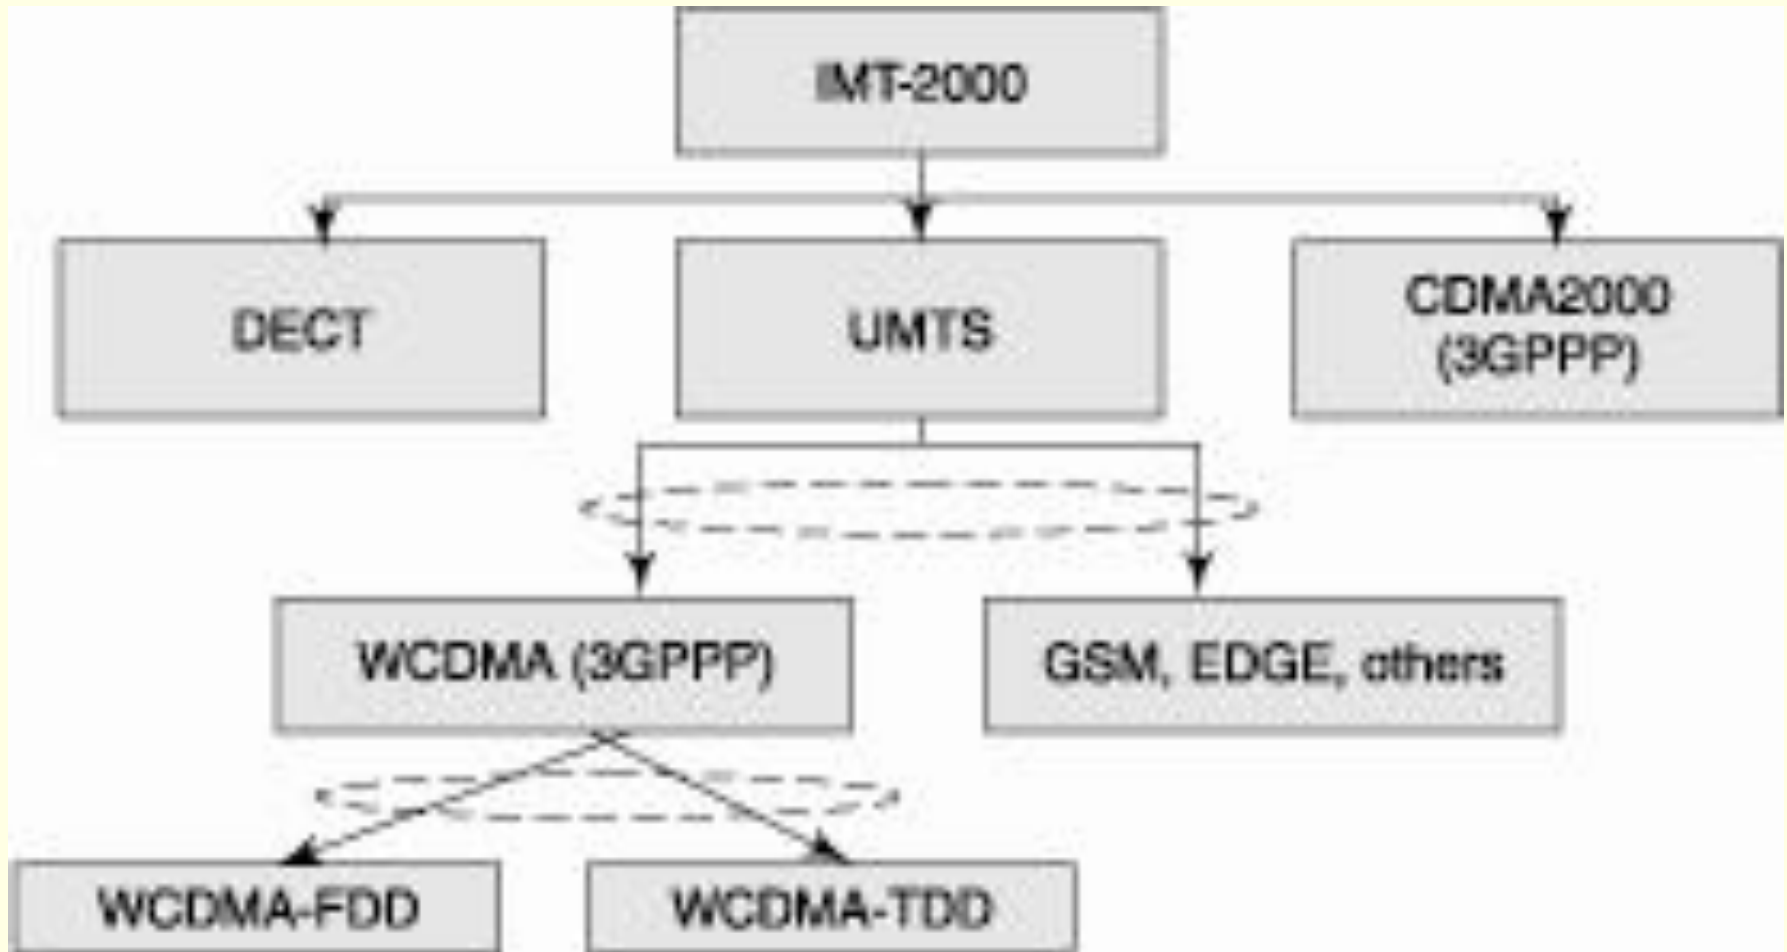 IMT-2000
DECT
UMTS
CDMA2000
(3GPPP)
WCDMA (3GPPP)
GSM, EDGE, others
WCDMA-FDD
WCDMA-TDD